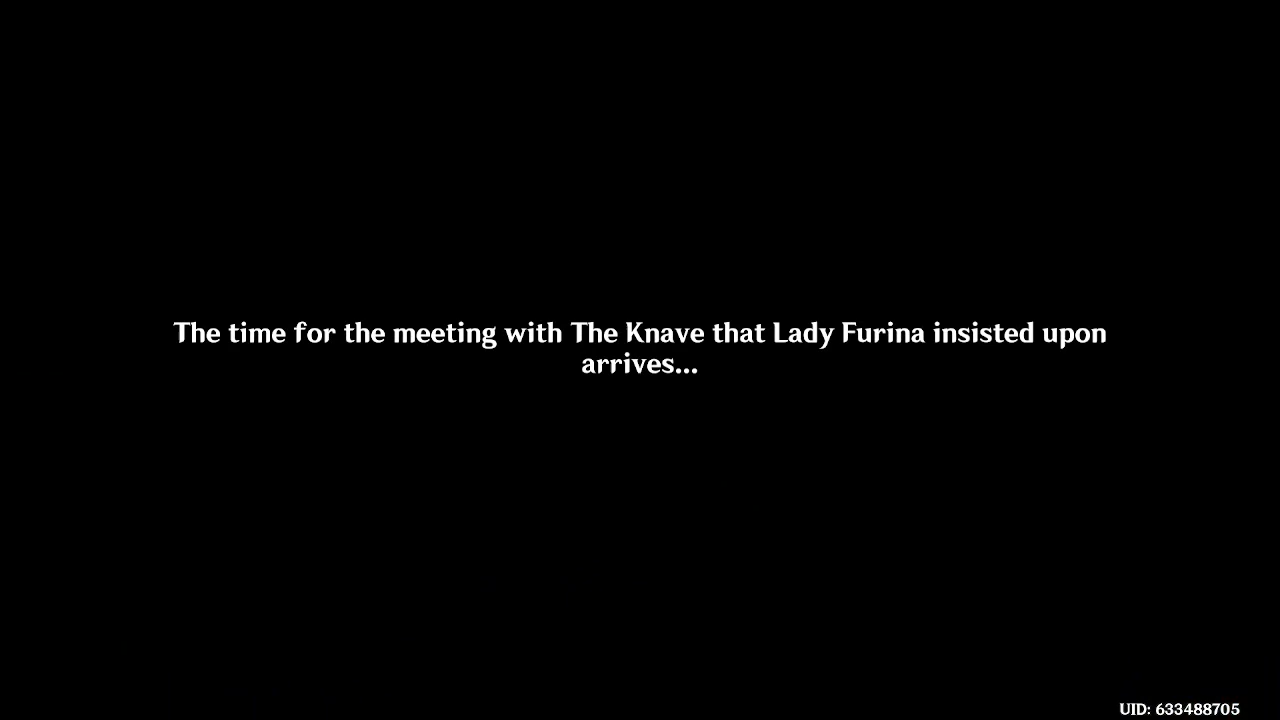 The time for the meeting with The Knave that Lady Furina insisted upon
arrives...
UID: 633488705